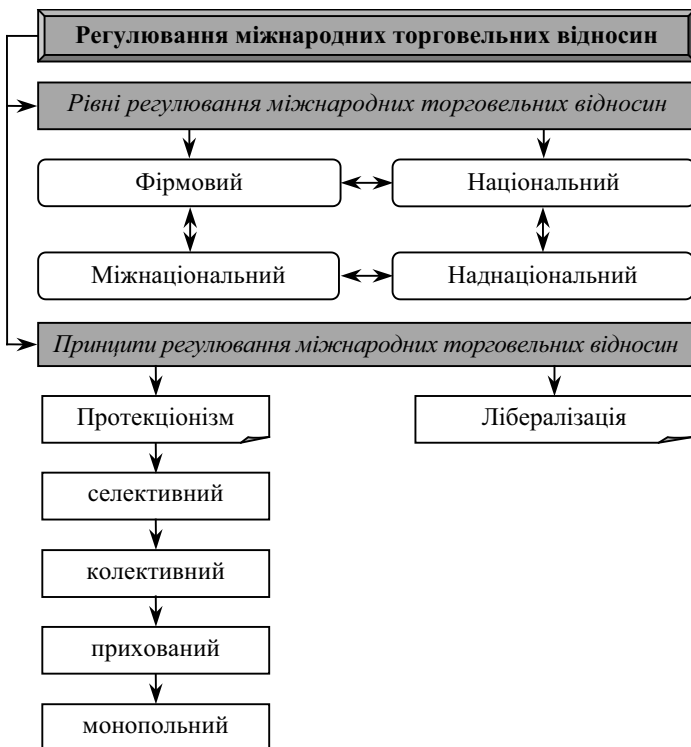 Регулювання міжнародних торговельних відносин
Рівні регулювання міжнародних торговельних відносин
Фірмовий
Національний
Міжнаціональний
Наднаціональний
Принципи регулювання міжнародних торговельних відносин
Протекціонізм
Лібералізація
селективний
колективний
прихований
монопольний